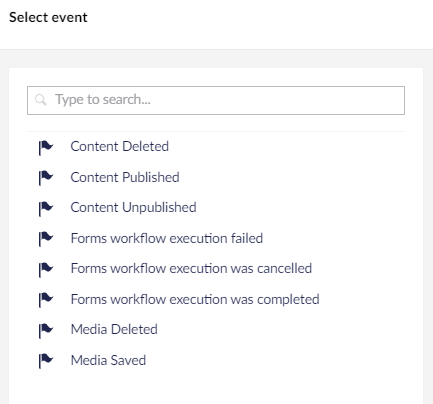 Select event
Type to search...
Content Deleted
Content Published
Content Unpublished
Forms workflow execution failed
Forms workflow execution was cancelled
Forms workflow execution was completed
Media Deleted
Media Saved